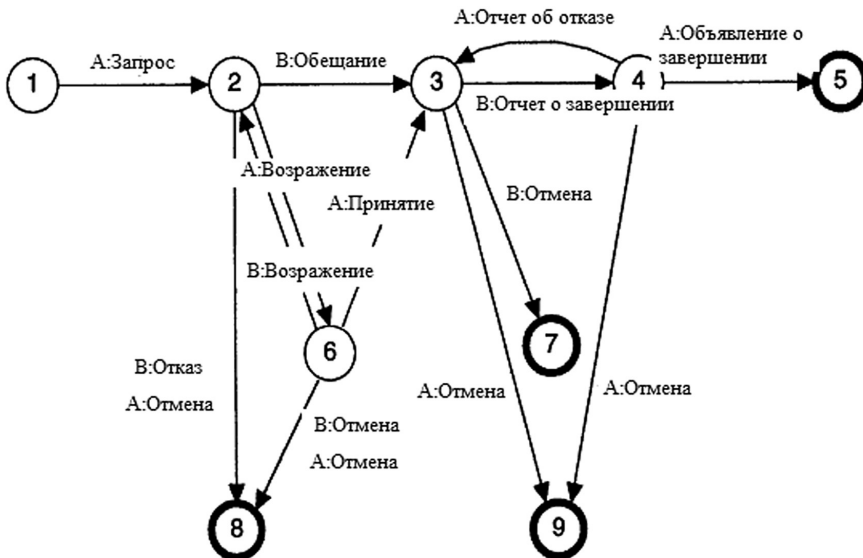 А:Отчет об отказе
А:Объявление о
завершении
А:Запрос
В:Обещание
1
2
3
4
5
В:Отчет о завершении
А:Возражение
А:Принятие
В:Отмена
В:Возражение
6
7
В:Отказ
А:Отмена
А:Отмена
А:Отмена
В:Отмена
А:Отмена
8
9